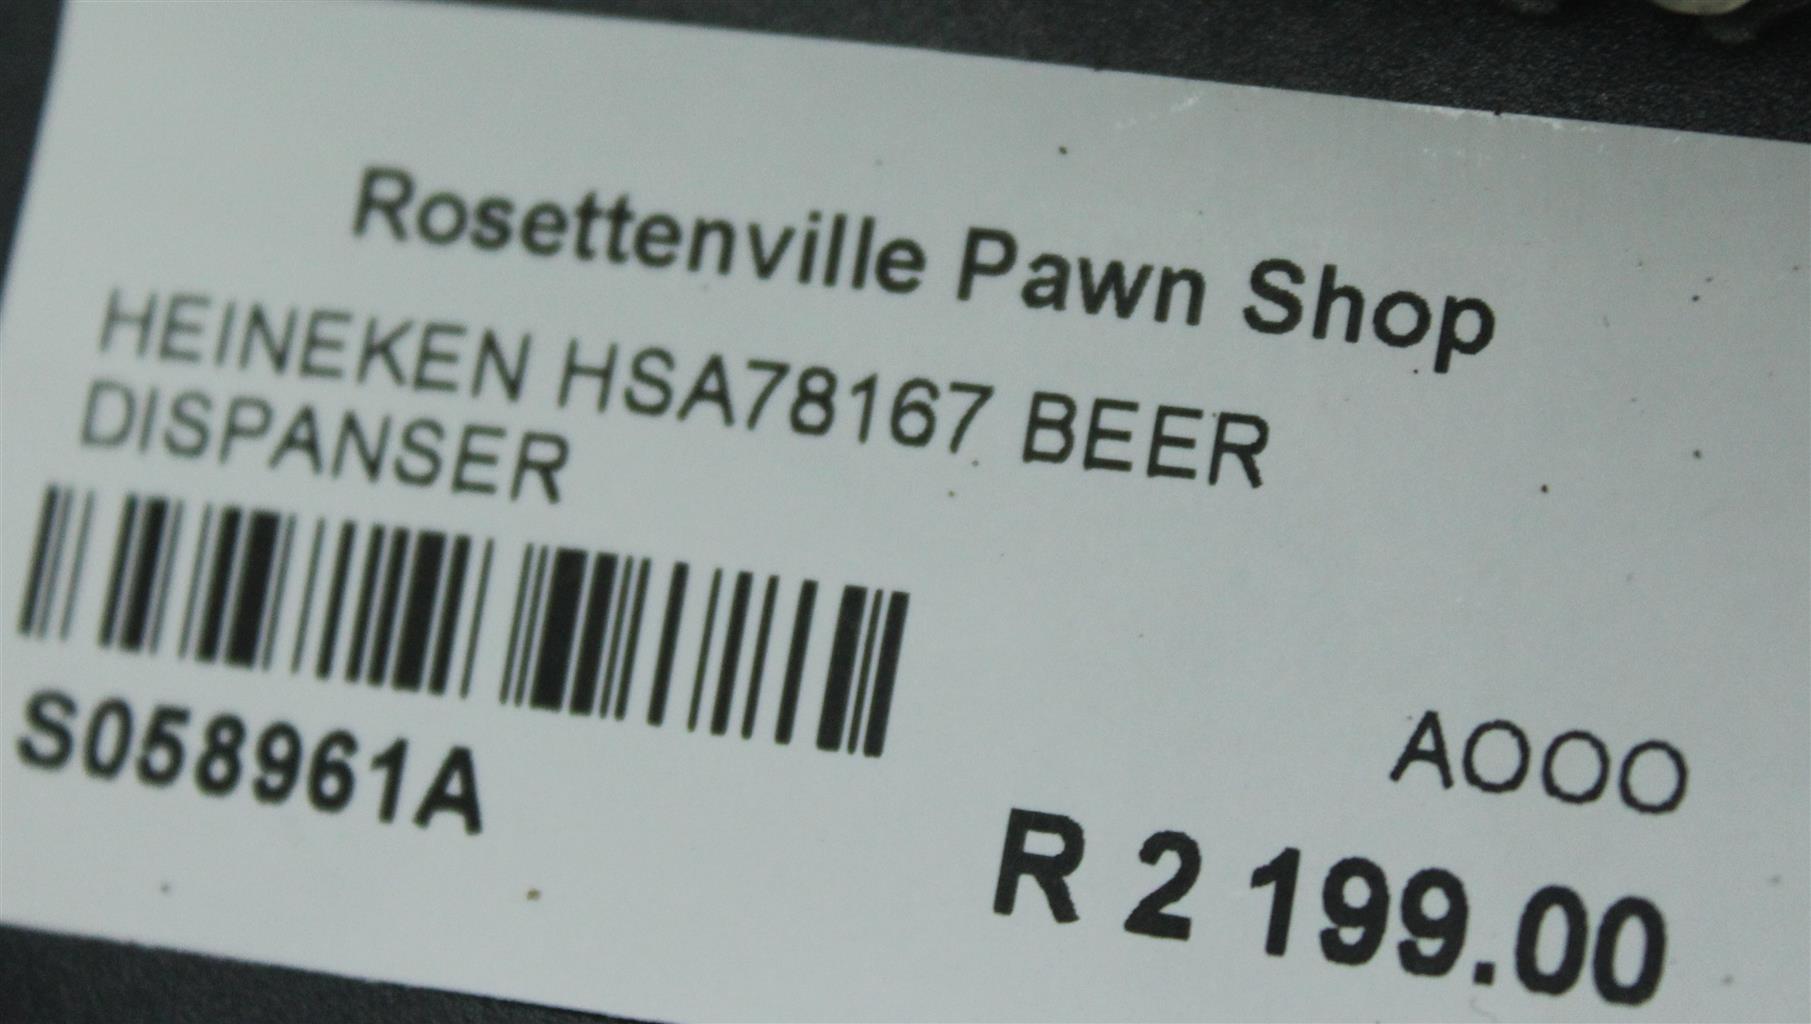 Rosettenville Pawn Shop
HEINEKEN HSA78167 BEER
DISPANSER
S058961A
AOOO
R 2 199.00